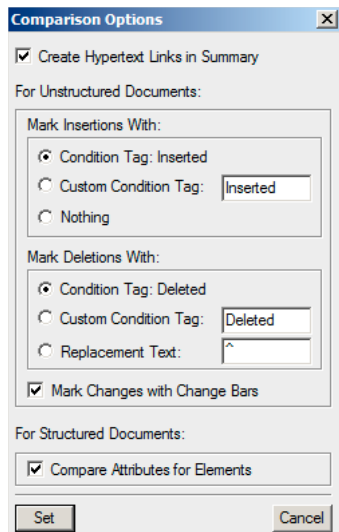 Comparison Options
Create Hypertext Links in Summary
For Unstructured Documents:
Mark Insertions With:
Condition Tag: Inserted
Custom Condition Tag: Inserted
Nothing
Mark Deletions With:
Condition Tag: Deleted
Custom Condition Tag: Deleted
Replacement Text: ^
Mark Changes with Change Bars
For Structured Documents:
Compare Attributes for Elements
Set Cancel